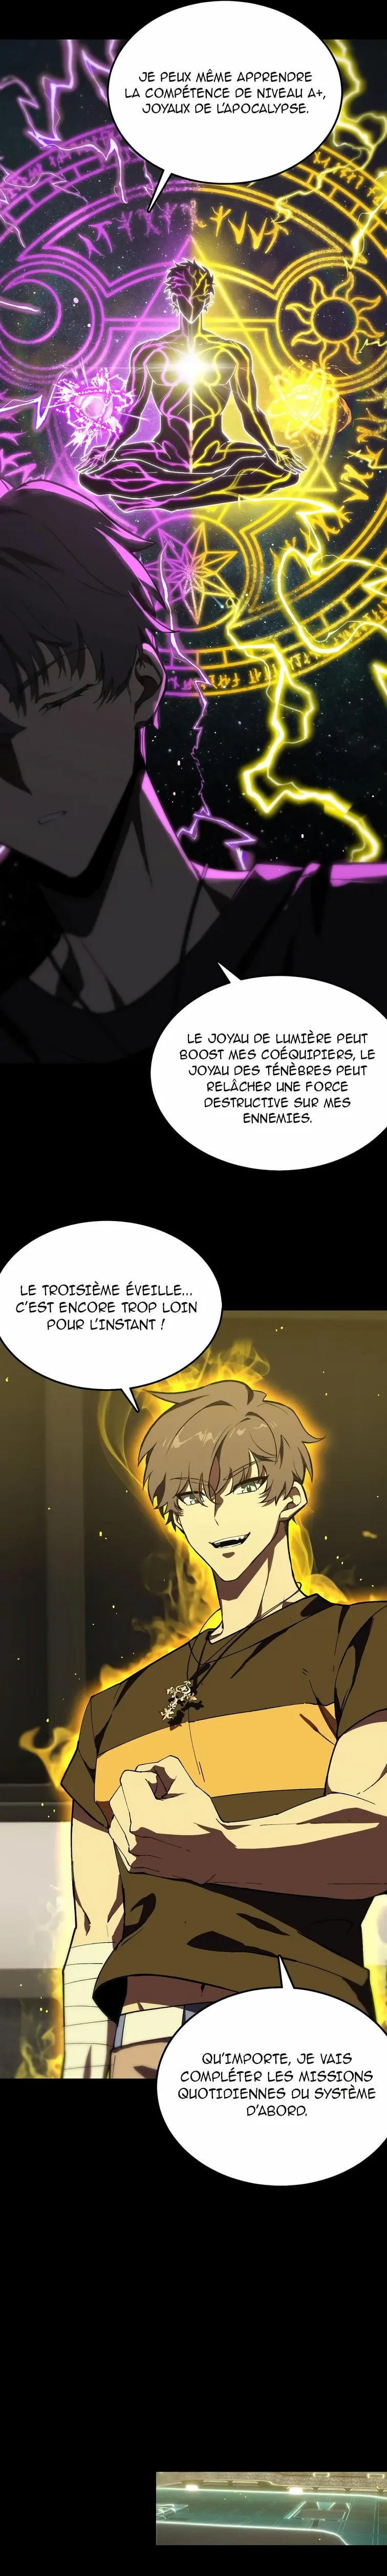 JE PEUX MÊME APPRENDRE
LA COMPÉTENCE DE NIVEAU A+,
JOYAUX DE L'APOCALYPSE.
LE JOYAU DE LUMIÈRE PEUT
BOOST MES COÉQUIPIERS, LE
JOYAU DES TÉNÈBRES PEUT
RELÂCHER UNE FORCE
DESTRUCTIVE SUR MES
ENNEMIES.
LE TROISIÈME ÉVEILLE...
C'EST ENCORE TROP LOIN
POUR L'INSTANT !
QU'IMPORTE, JE VAIS
COMPLÉTER LES MISSIONS
QUOTIDIENNES DU SYSTÈME
D'ABORD.